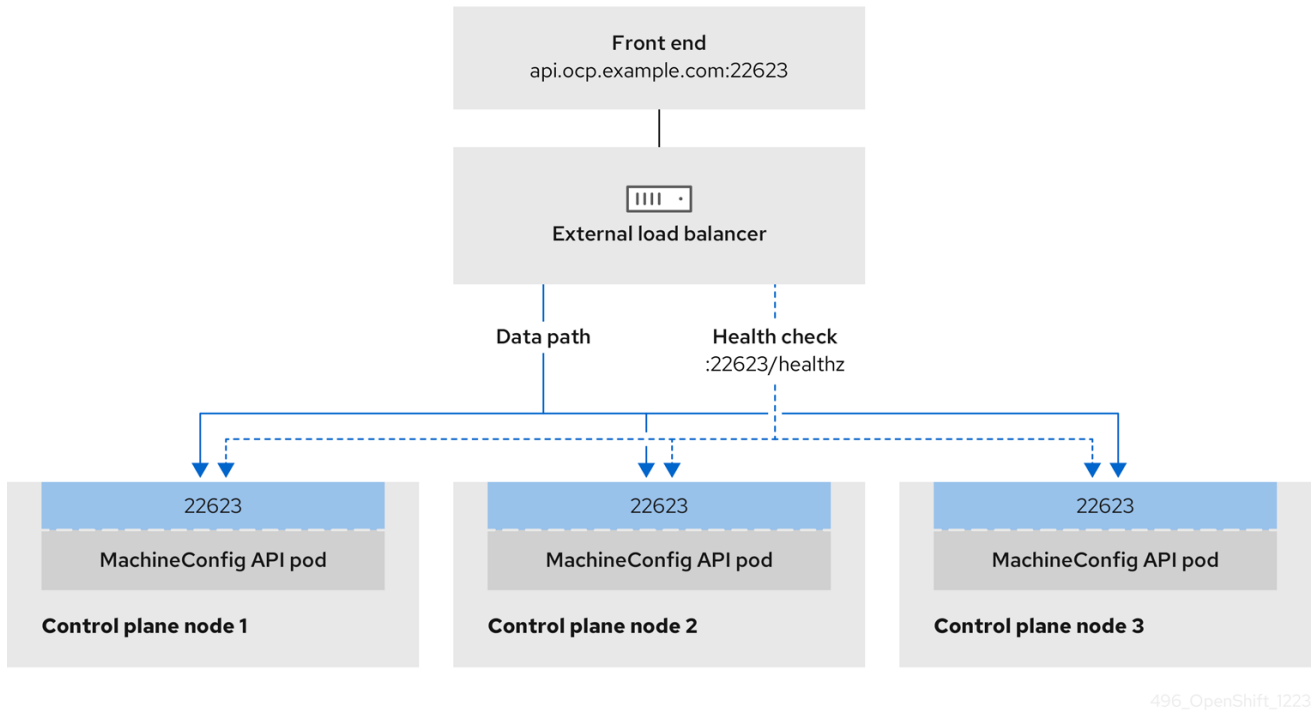 Front end
api.ocp.example.com:22623
External load balancer
Data path
Health check
:22623/healthz
22623
22623
22623
MachineConfig API pod
MachineConfig API pod
MachineConfig API pod
Control plane node 1
Control plane node 2
Control plane node 3
496_OpenShift_1223